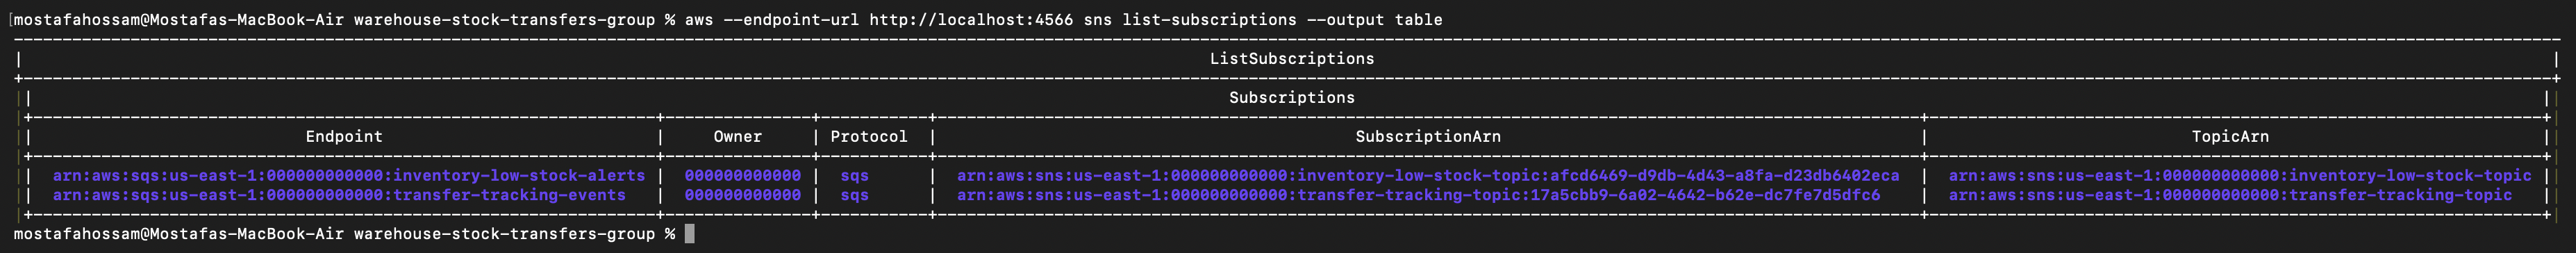 [mostafahossam@Mostafas-MacBook-Air warehouse-stock-transfers-group % aws --endpoint-url http://localhost:4566 sns list-subscriptions --output table
ListSubscriptions
Subscriptions
| Endpoint | Owner | Protocol | SubscriptionArn | TopicArn |
| arn:aws:sqs:us-east-1:000000000000:inventory-low-stock-alerts | 000000000000 | sqs | arn:aws:sns:us-east-1:000000000000:inventory-low-stock-topic:afcd6469-d9db-4d43-a8fa-d23db6402eca | arn:aws:sns:us-east-1:000000000000:inventory-low-stock-topic |
| arn:aws:sqs:us-east-1:000000000000:transfer-tracking-events | 000000000000 | sqs | arn:aws:sns:us-east-1:000000000000:transfer-tracking-topic:17a5cbb9-6a02-4642-b62e-dc7fe7d5dfc6 | arn:aws:sns:us-east-1:000000000000:transfer-tracking-topic |
mostafahossam@Mostafas-MacBook-Air warehouse-stock-transfers-group %